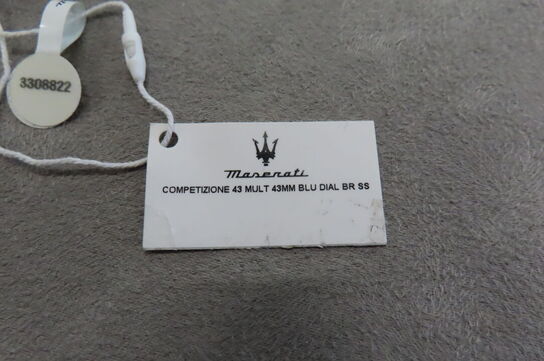 3308822
Maserati
COMPETIZIONE 43 MULT 43MM BLU DIAL BR SS